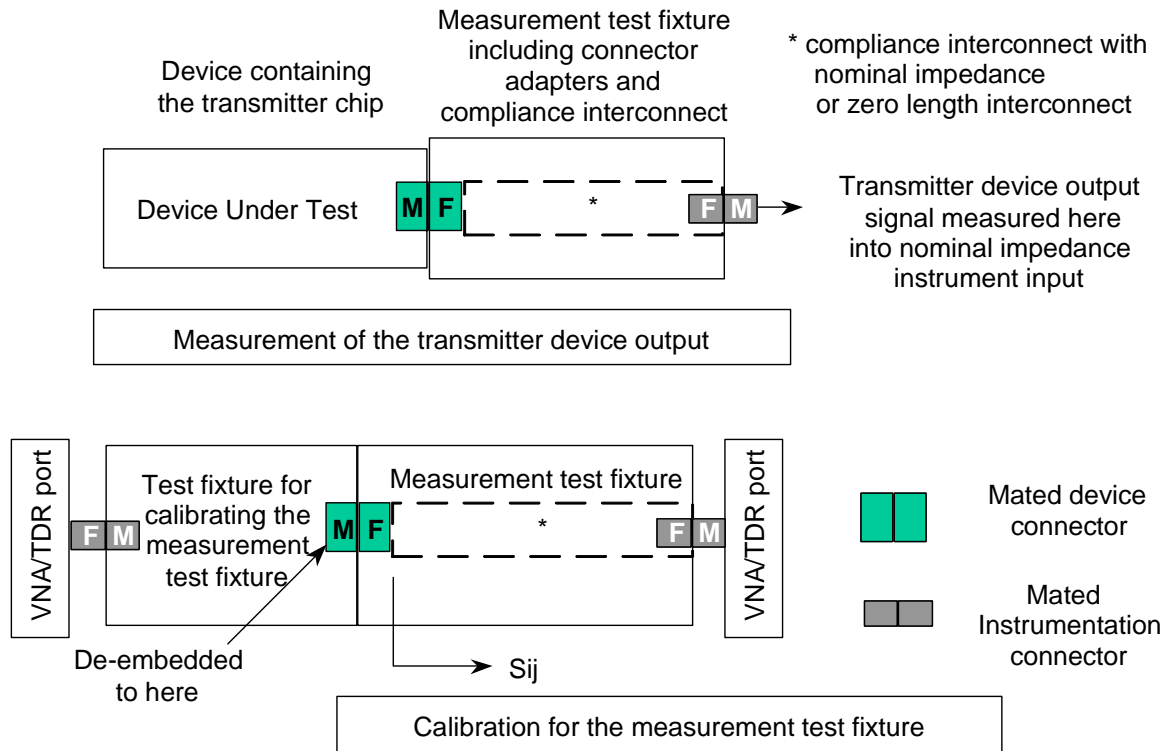 Measurement test fixture
including connector
adapters and
compliance interconnect
* compliance interconnect with
nominal impedance
or zero length interconnect
Device containing
the transmitter chip
Device Under Test
M F
*
F M
Transmitter device output
signal measured here
into nominal impedance
instrument input
Measurement of the transmitter device output
VNA/TDR port
F M
Test fixture for
calibrating the
measurement
test fixture
M F
Measurement test fixture
*
F M
VNA/TDR port
Mated device
connector
Mated
Instrumentation
connector
De-embedded
to here
Sij
Calibration for the measurement test fixture